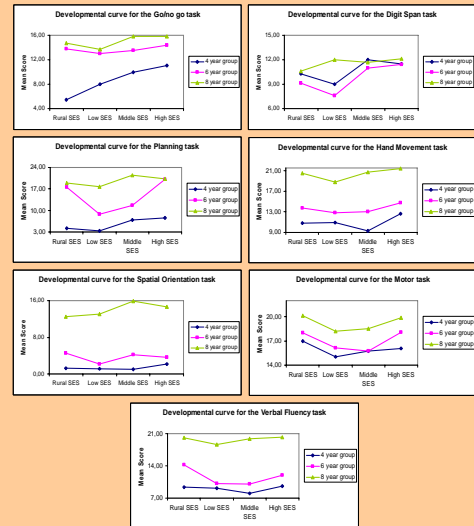 Developmental curve for the Go/no go task
16,00
12,00
8,00
4,00
Mean Score
Rural SES Low SES Middle SES High SES
4 year group
6 year group
8 year group
Developmental curve for the Digit Span task
15,00
12,00
9,00
6,00
Mean Score
Rural SES Low SES Middle SES High SES
4 year group
6 year group
8 year group
Developmental curve for the Planning task
24,00
17,00
10,00
3,00
Mean Score
Rural SES Low SES Middle SES High SES
4 year group
6 year group
8 year group
Developmental curve for the Hand Movement task
21,00
17,00
13,00
9,00
Mean Score
Rural SES Low SES Middle SES High SES
4 year group
6 year group
8 year group
Developmental curve for the Spatial Orientation task
16,00
8,00
0,00
Mean Score
Rural SES Low SES Middle SES High SES
4 year group
6 year group
8 year group
Developmental curve for the Motor task
20,00
17,00
14,00
Mean Score
Rural SES Low SES Middle SES High SES
4 year group
6 year group
8 year group
Developmental curve for the Verbal Fluency task
21,00
14,00
7,00
Mean Score
Rural SES Low SES Middle SES High SES
4 year group
6 year group
8 year group